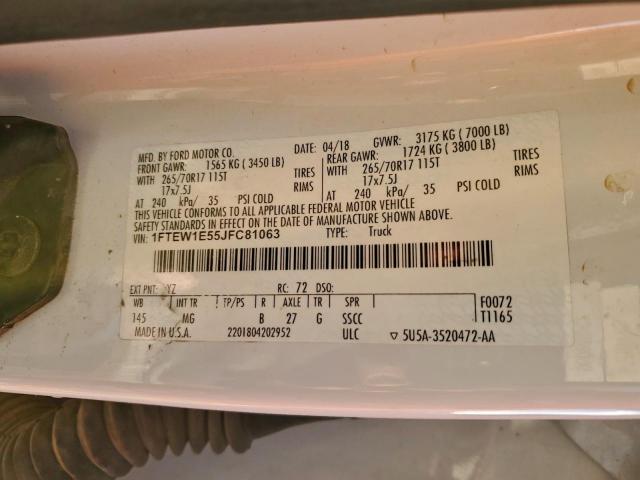 MFD. BY FORD MOTOR CO. DATE: 04/18 GVWR: 3175 KG ( 7000 LB)
FRONT GAWR: 1565 KG ( 3450 LB) REAR GAWR: 1724 KG ( 3800 LB)
WITH 265/70R17 115T TIRES WITH 265/70R17 115T TIRES
17x7.5J RIMS 17x7.5J RIMS
AT 240 kPa/ 35 PSI COLD AT 240 kPa/ 35 PSI COLD
THIS VEHICLE CONFORMS TO ALL APPLICABLE FEDERAL MOTOR VEHICLE
SAFETY STANDARDS IN EFFECT ON THE DATE OF MANUFACTURE SHOWN ABOVE.
VIN: 1FTEW1E55JFC81063 TYPE: Truck
EXT PNT: YZ RC: 72 DSO:
WB INT TR TP/PS R AXLE TR SPR F0072
145 MG B 27 G SSCC T1165
MADE IN U.S.A. 2201804202952 ULC ▽ 5U5A-3520472-AA